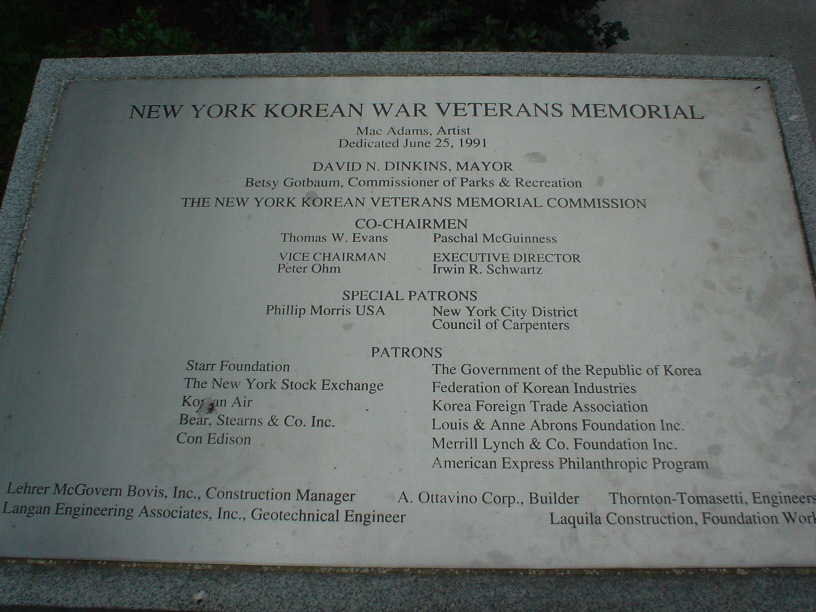 NEW YORK KOREAN WAR VETERANS MEMORIAL
Mac Adams, Artist
Dedicated June 25, 1991
DAVID N. DINKINS, MAYOR
Betsy Gotbaum, Commissioner of Parks & Recreation
THE NEW YORK KOREAN VETERANS MEMORIAL COMMISSION
CO-CHAIRMEN
Thomas W. Evans Paschal McGuinness
VICE CHAIRMAN EXECUTIVE DIRECTOR
Peter Ohm Irwin R. Schwartz
SPECIAL PATRONS
Phillip Morris USA New York City District
Council of Carpenters
PATRONS
Starr Foundation The Government of the Republic of Korea
The New York Stock Exchange Federation of Korean Industries
Korean Air Korea Foreign Trade Association
Bear, Stearns & Co. Inc. Louis & Anne Abrons Foundation Inc.
Con Edison Merrill Lynch & Co. Foundation Inc.
American Express Philanthropic Program
Lehrer McGovern Bovis, Inc., Construction Manager A. Ottavino Corp., Builder Thornton-Tomasetti, Engineers
Langan Engineering Associates, Inc., Geotechnical Engineer Laquila Construction, Foundation Work